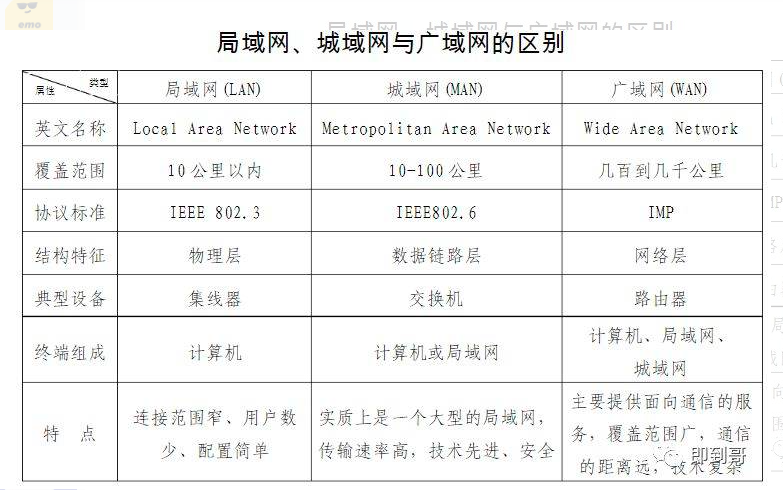 emo
局域网、城域网与广域网的区别
属性 类型 局域网(LAN) 城域网(MAN) 广域网(WAN)
英文名称 Local Area Network Metropolitan Area Network Wide Area Network
覆盖范围 10公里以内 10-100公里 几百到几千公里
协议标准 IEEE 802.3 IEEE802.6 IMP
结构特征 物理层 数据链路层 网络层
典型设备 集线器 交换机 路由器
终端组成 计算机 计算机或局域网 计算机、局域网、
城域网
特 点 连接范围窄、用户数
少、配置简单
实质上是一个大型的局域网，
传输速率高，技术先进、安全
主要提供面向通信的服
务，覆盖范围广，通信
的距离远，技术复杂
即到哥